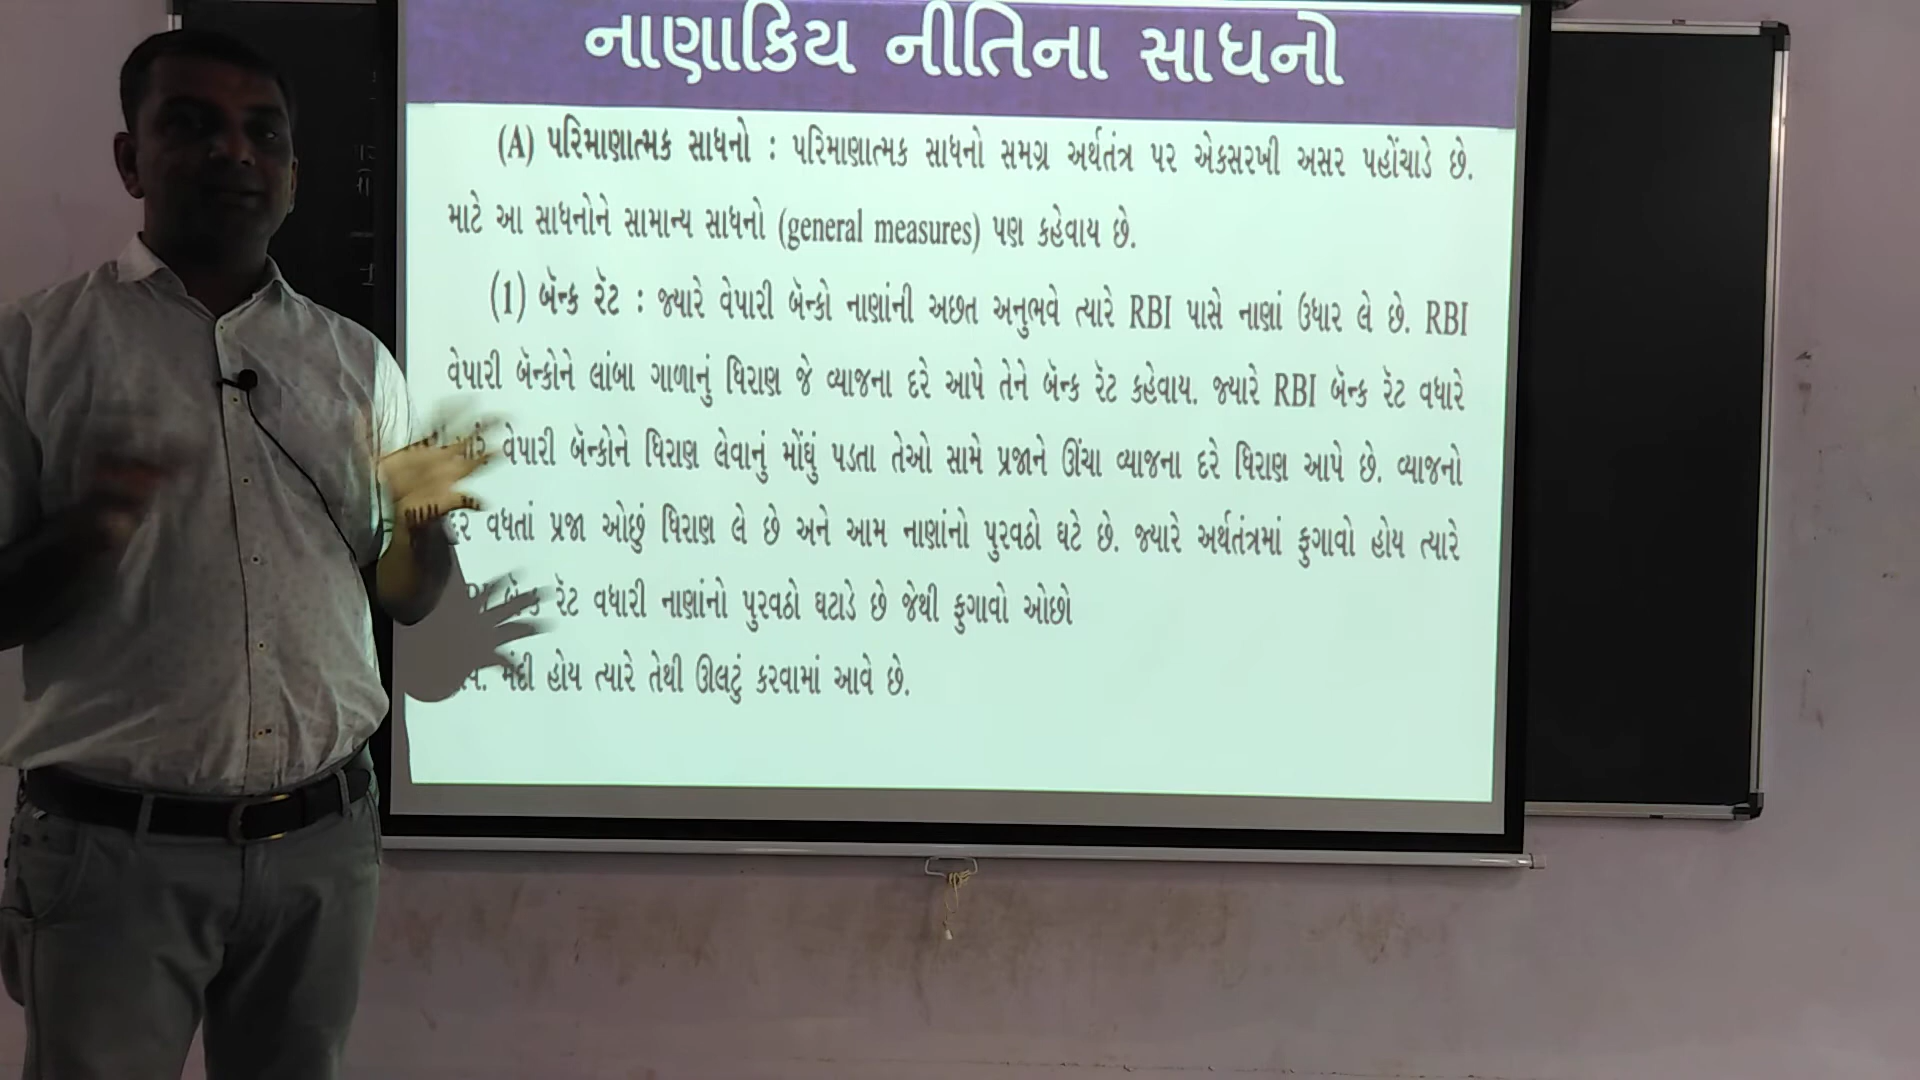 નાણાકિય નીતિના સાધનો
(A) પરિમાણાત્મક સાધનો : પરિમાણાત્મક સાધનો સમગ્ર અર્થતંત્ર પર એકસરખી અસર પહોંચાડે છે.
માટે આ સાધનોને સામાન્ય સાધનો (general measures) પણ કહેવાય છે.
(1) બૅન્ક રૅટ : જ્યારે વેપારી બૅન્કો નાણાંની અછત અનુભવે ત્યારે RBI પાસે નાણાં ઉધાર લે છે. RBI
વેપારી બૅન્કોને લાંબા ગાળાનું ધિરાણ જે વ્યાજના દરે આપે તેને બૅન્ક રૅટ કહેવાય. જ્યારે RBI બૅન્ક રૅટ વધારે
વેપારી બૅન્કોને ધિરાણ લેવાનું મોંઘું પડતા તેઓ સામે પ્રજાને ઊંચા વ્યાજના દરે ધિરાણ આપે છે. વ્યાજનો
દર વધતાં પ્રજા ઓછું ધિરાણ લે છે અને આમ નાણાંનો પુરવઠો ઘટે છે. જ્યારે અર્થતંત્રમાં ફુગાવો હોય ત્યારે
બૅન્ક રૅટ વધારી નાણાંનો પુરવઠો ઘટાડે છે જેથી ફુગાવો ઓછો
મંદી હોય ત્યારે તેથી ઊલટું કરવામાં આવે છે.